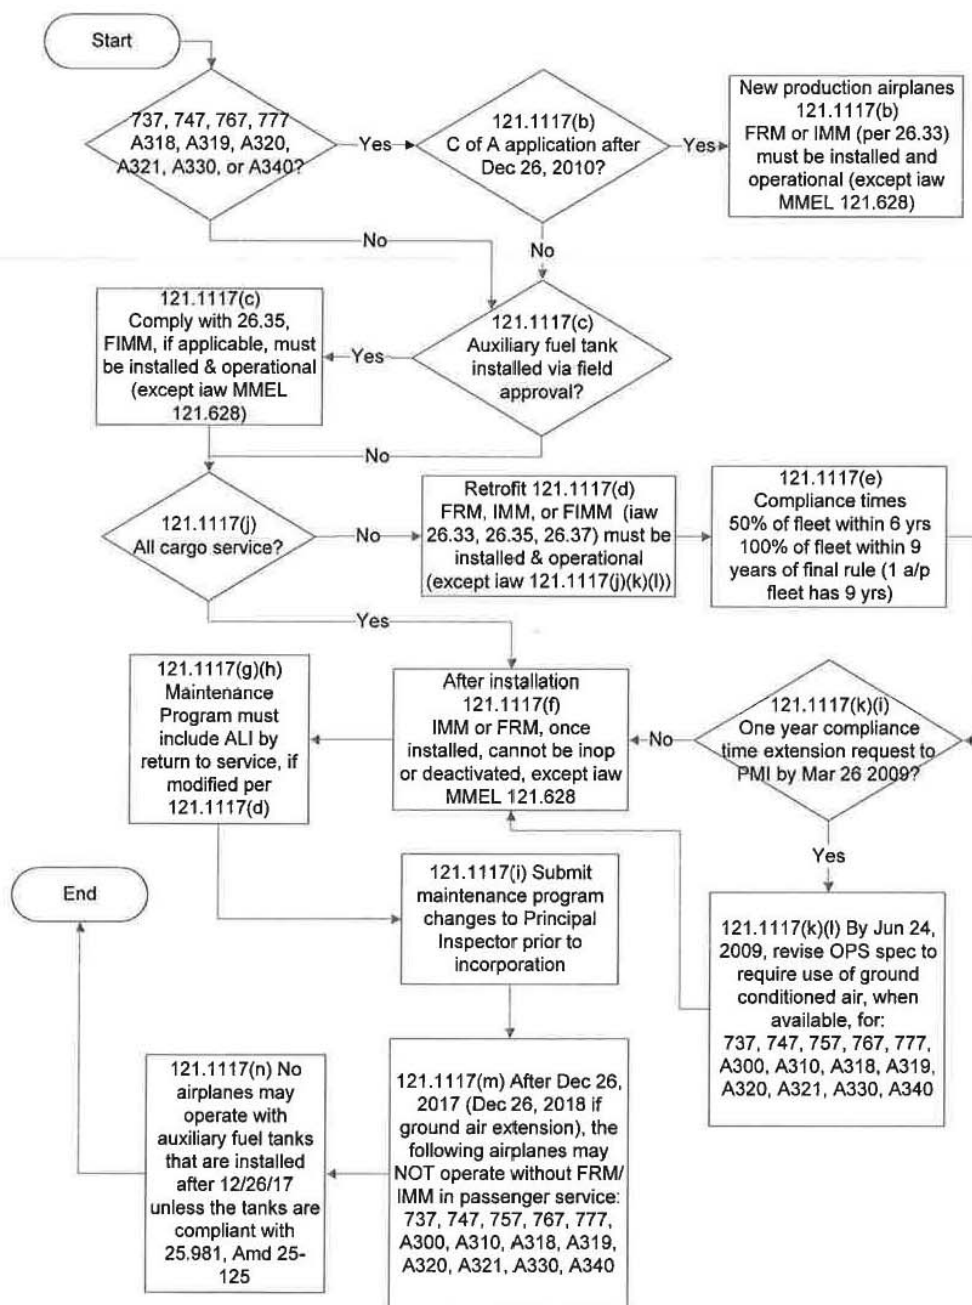 Start
737, 747, 767, 777
A318, A319, A320,
A321, A330, or A340?
Yes
121.1117(b)
C of A application after
Dec 26, 2010?
Yes
New production airplanes
121.1117(b)
FRM or IMM (per 26.33)
must be installed and
operational (except iaw
MMEL 121.628)
No
No
121.1117(c)
Comply with 26.35,
FIMM, if applicable, must
be installed & operational
(except iaw MMEL
121.628)
Yes
121.1117(c)
Auxiliary fuel tank
installed via field
approval?
No
121.1117(j)
All cargo service?
No
Retrofit 121.1117(d)
FRM, IMM, or FIMM (iaw
26.33, 26.35, 26.37) must be
installed & operational
(except iaw 121.1117(j)(k)(l))
121.1117(e)
Compliance times
50% of fleet within 6 yrs
100% of fleet within 9
years of final rule (1 a/p
fleet has 9 yrs)
Yes
121.1117(g)(h)
Maintenance
Program must
include ALI by
return to service, if
modified per
121.1117(d)
After installation
121.1117(f)
IMM or FRM, once
installed, cannot be inop
or deactivated, except iaw
MMEL 121.628
No
121.1117(k)(i)
One year compliance
time extension request to
PMI by Mar 26 2009?
Yes
End
121.1117(i) Submit
maintenance program
changes to Principal
Inspector prior to
incorporation
121.1117(k)(l) By Jun 24,
2009, revise OPS spec to
require use of ground
conditioned air, when
available, for:
737, 747, 757, 767, 777,
A300, A310, A318, A319,
A320, A321, A330, A340
121.1117(n) No
airplanes may
operate with
auxiliary fuel tanks
that are installed
after 12/26/17
unless the tanks are
compliant with
25.981, Amd 25-
125
121.1117(m) After Dec 26,
2017 (Dec 26, 2018 if
ground air extension), the
following airplanes may
NOT operate without FRM/
IMM in passenger service:
737, 747, 757, 767, 777,
A300, A310, A318, A319,
A320, A321, A330, A340